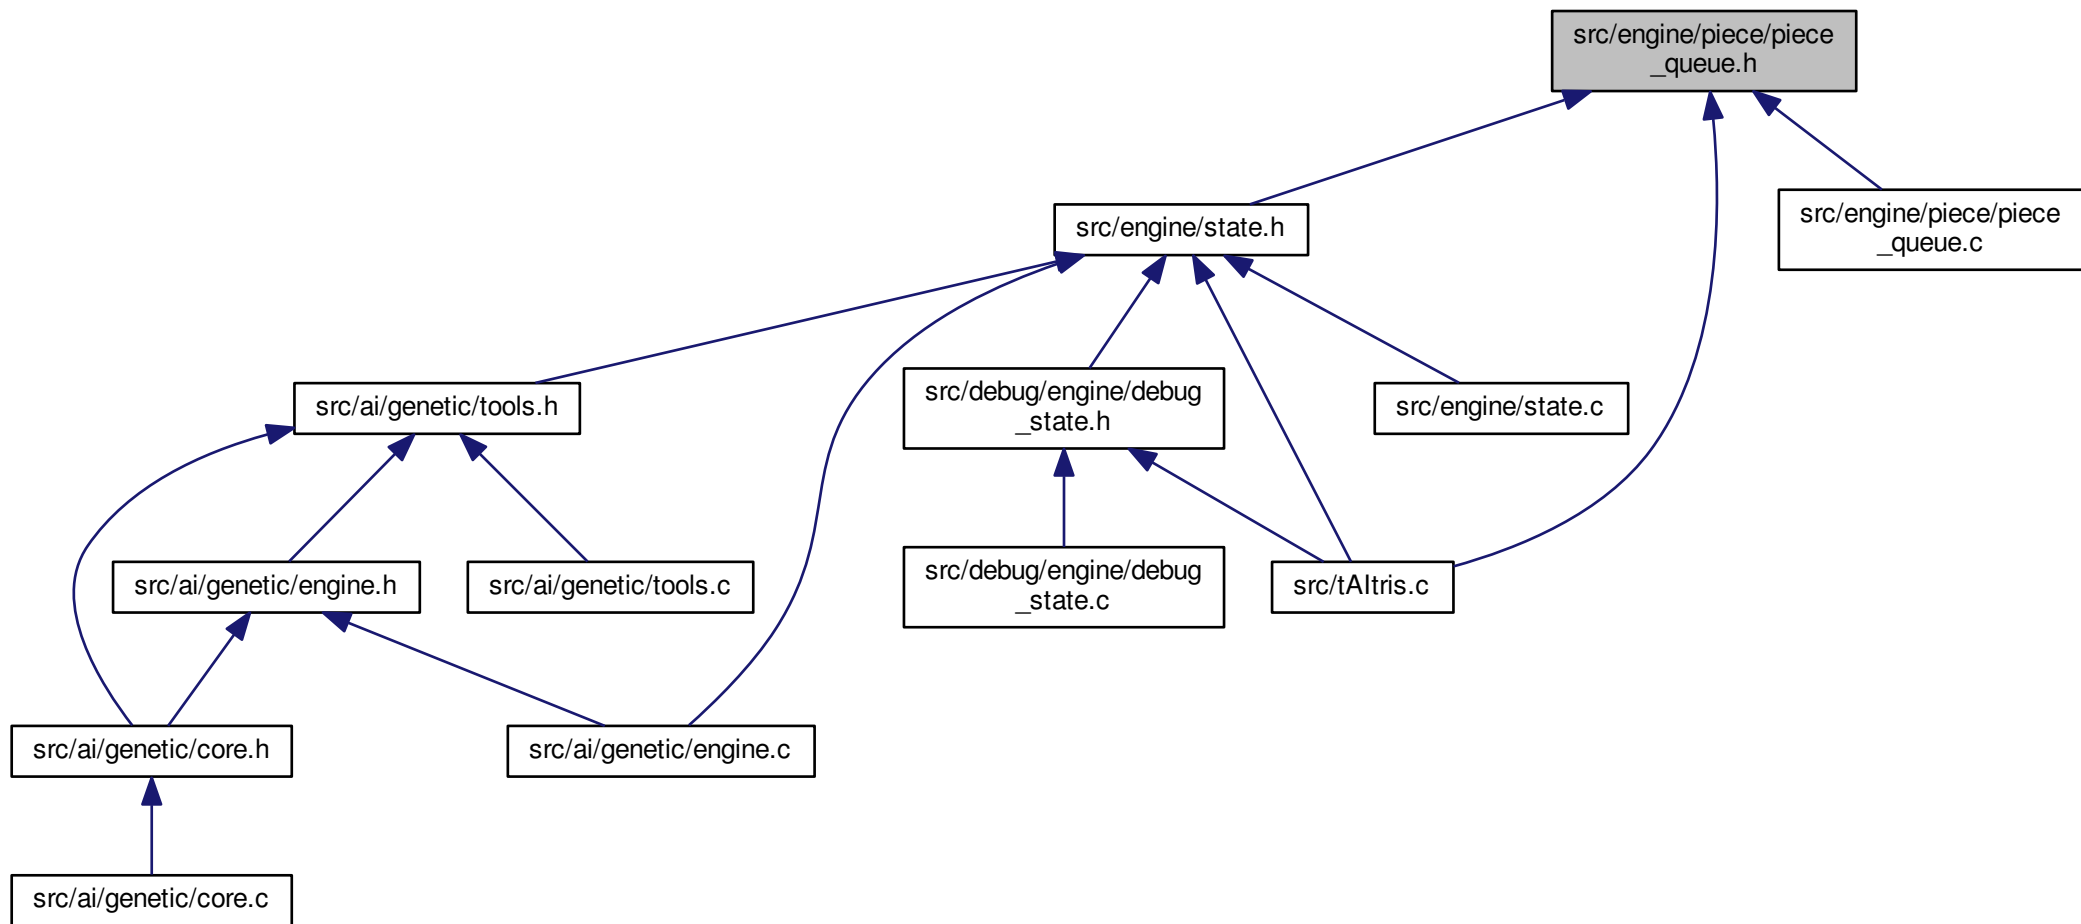 src/engine/piece/piece
_queue.h
src/engine/state.h
src/engine/piece/piece
_queue.c
src/ai/genetic/tools.h
src/debug/engine/debug
_state.h
src/engine/state.c
src/ai/genetic/engine.h
src/ai/genetic/tools.c
src/debug/engine/debug
_state.c
src/tAItris.c
src/ai/genetic/core.h
src/ai/genetic/engine.c
src/ai/genetic/core.c